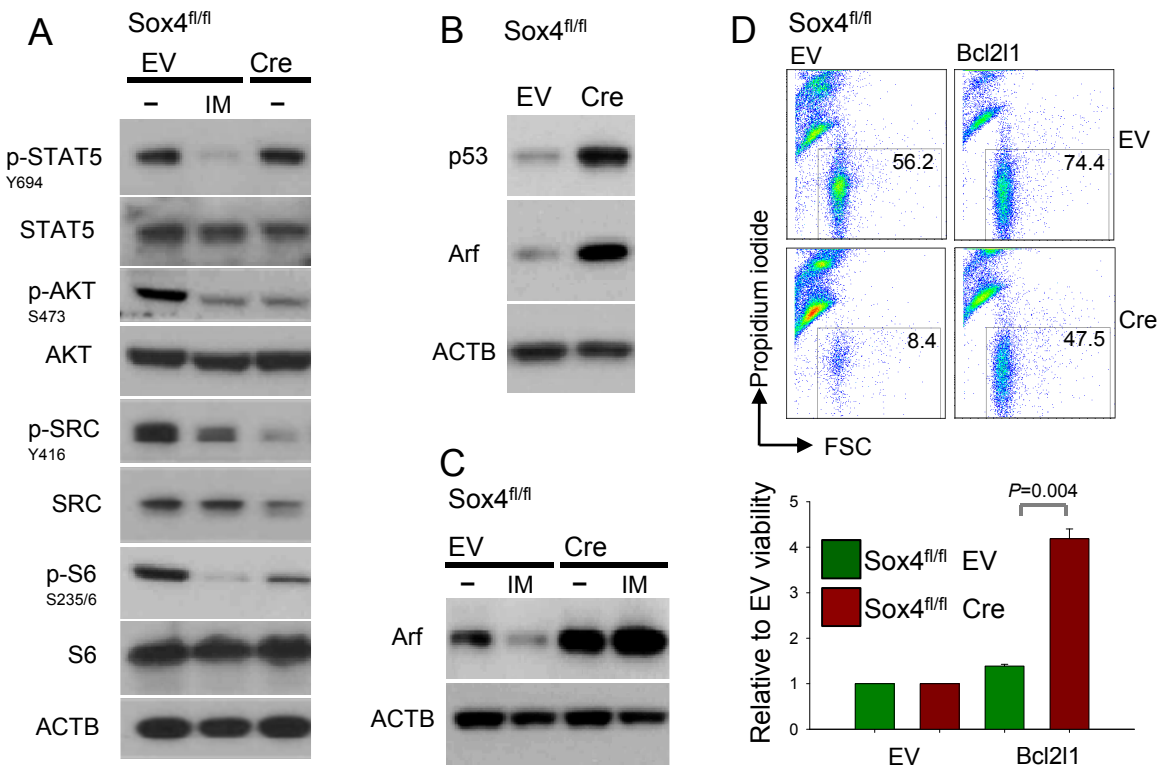 A
Sox4fl/fl
EV Cre
– IM –
p-STAT5
Y694
STAT5
p-AKT
S473
AKT
p-SRC
Y416
SRC
p-S6
S235/6
S6
ACTB
B
Sox4fl/fl
EV Cre
p53
Arf
ACTB
C
Sox4fl/fl
EV Cre
– IM – IM
Arf
ACTB
D
Sox4fl/fl
EV Bcl2l1
56.2 74.4 EV
8.4 47.5 Cre
Propidium iodide
FSC
P=0.004
Relative to EV viability
5
4
3
2
1
0
Sox4fl/fl EV
Sox4fl/fl Cre
EV Bcl2l1